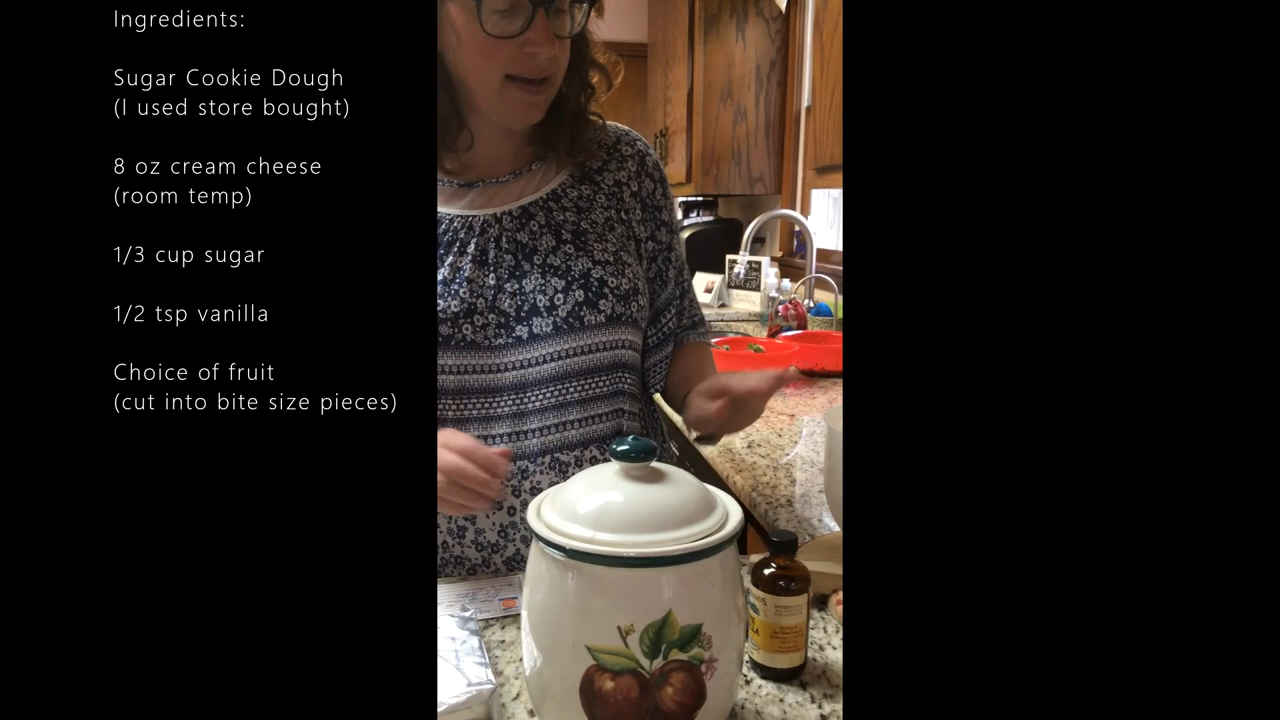 Ingredients:
Sugar Cookie Dough
(I used store bought)
8 oz cream cheese
(room temp)
1/3 cup sugar
1/2 tsp vanilla
Choice of fruit
(cut into bite size pieces)